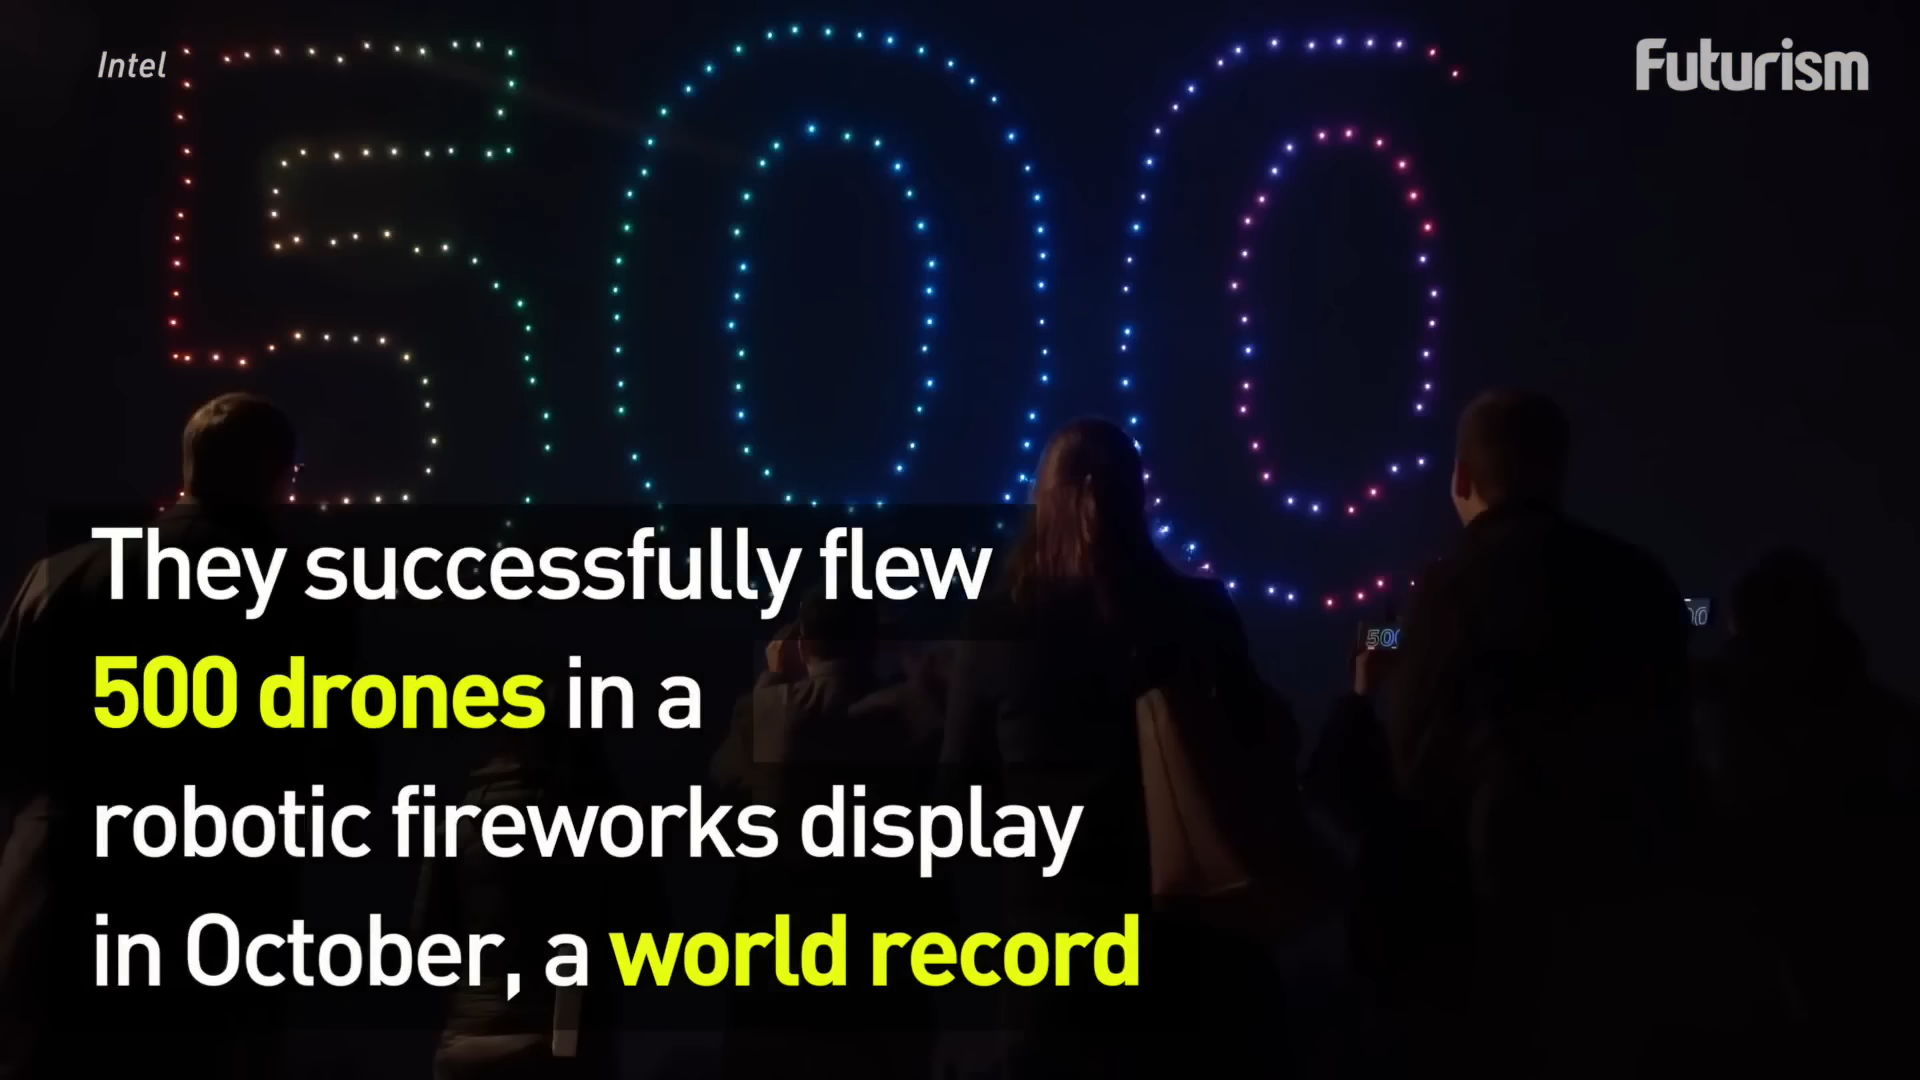 Intel
Futurism
500
They successfully flew
500 drones in a
robotic fireworks display
in October, a world record